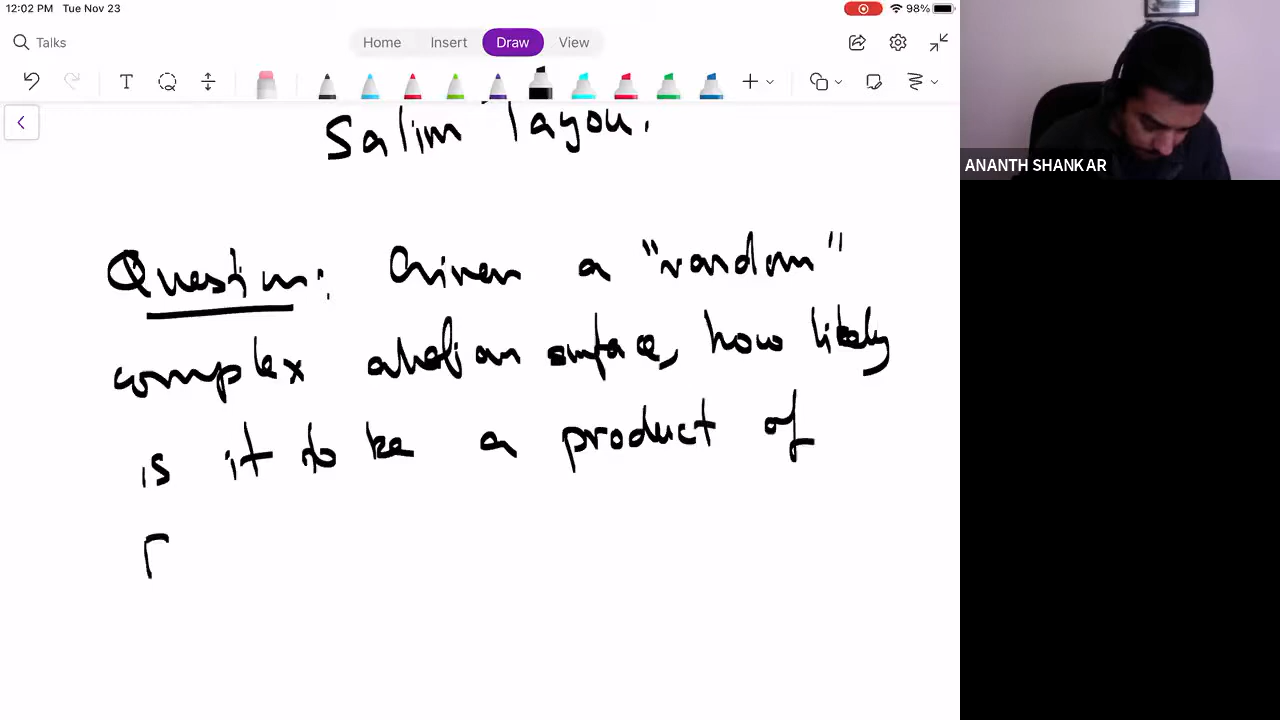 12:02 PM Tue Nov 23
98%
Talks
Home Insert Draw View
Salim Tayou.
ANANTH SHANKAR
Question: Given a "random"
complex abelian surface, how likely
is it to be a product of